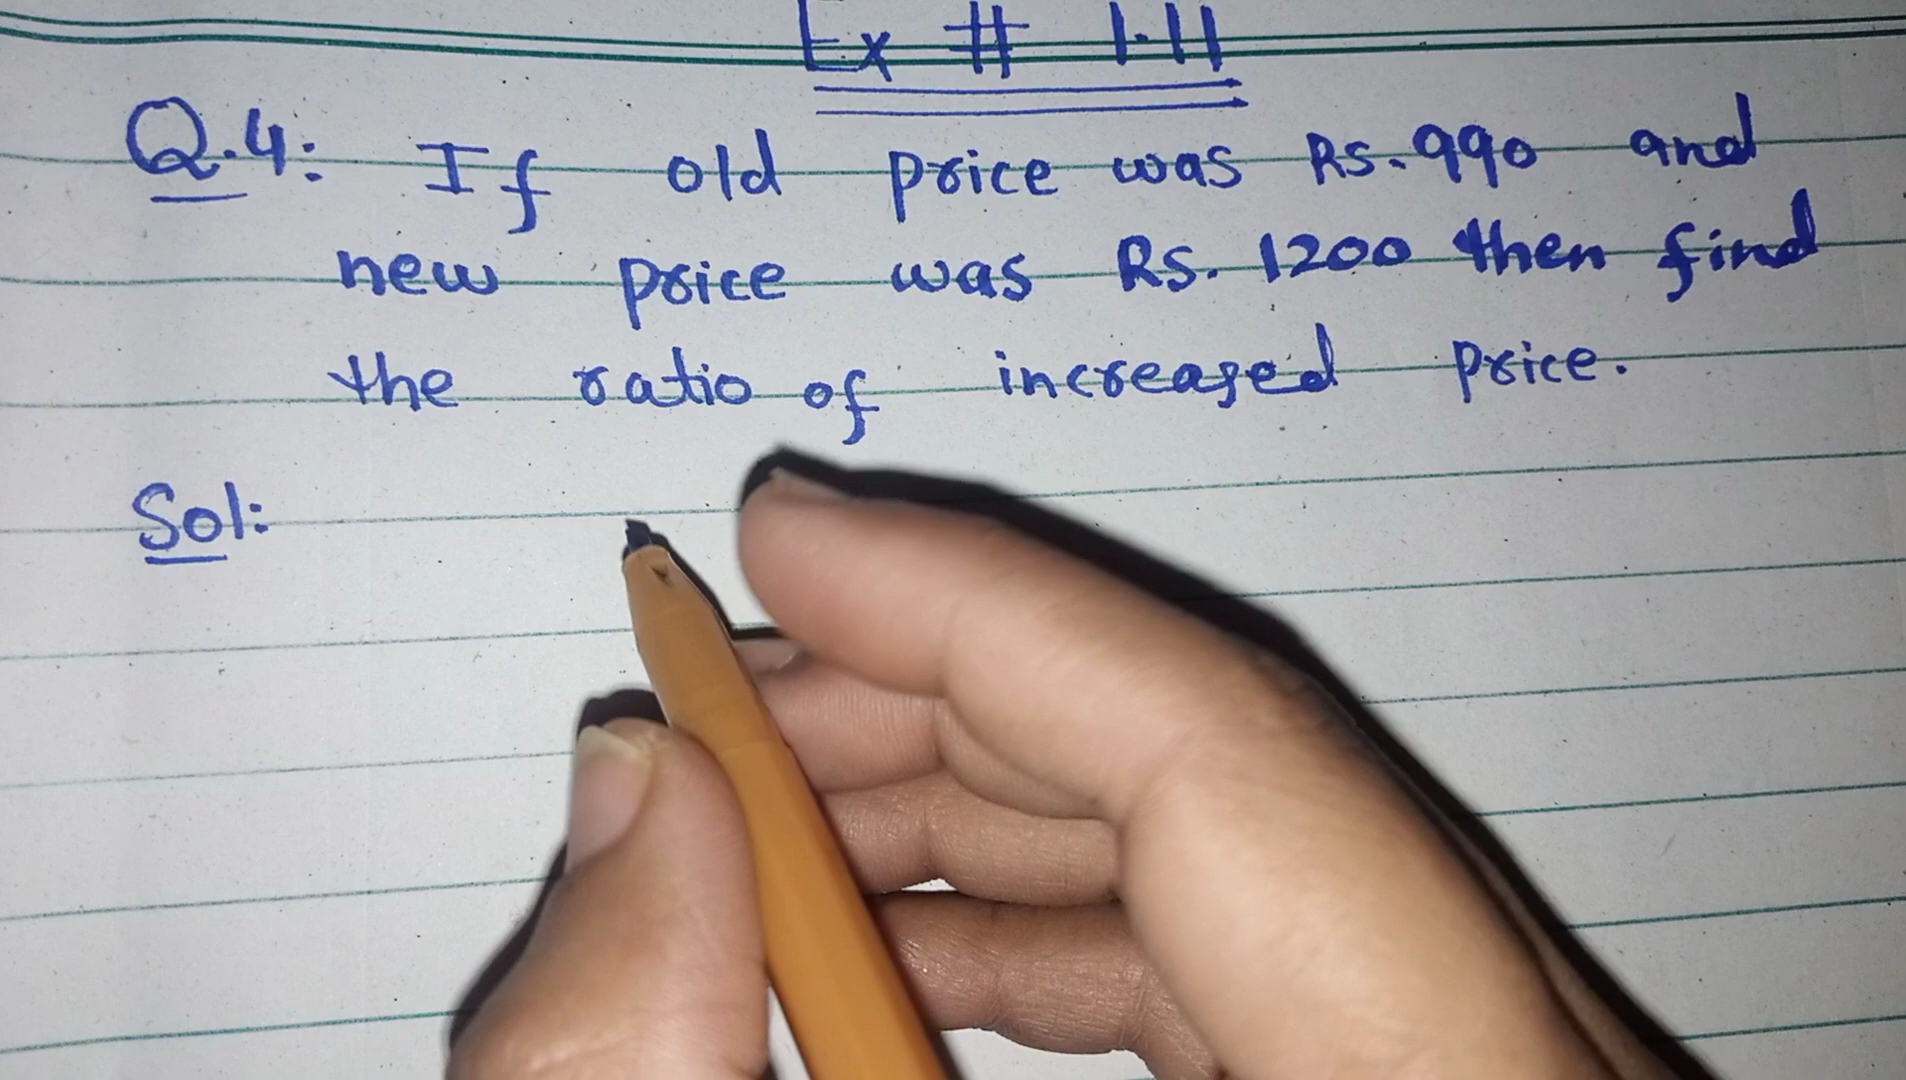 Ex # 1.11
Q.4: If old price was Rs.990 and
new price was Rs. 1200 then find
the ratio of increased price.
Sol: